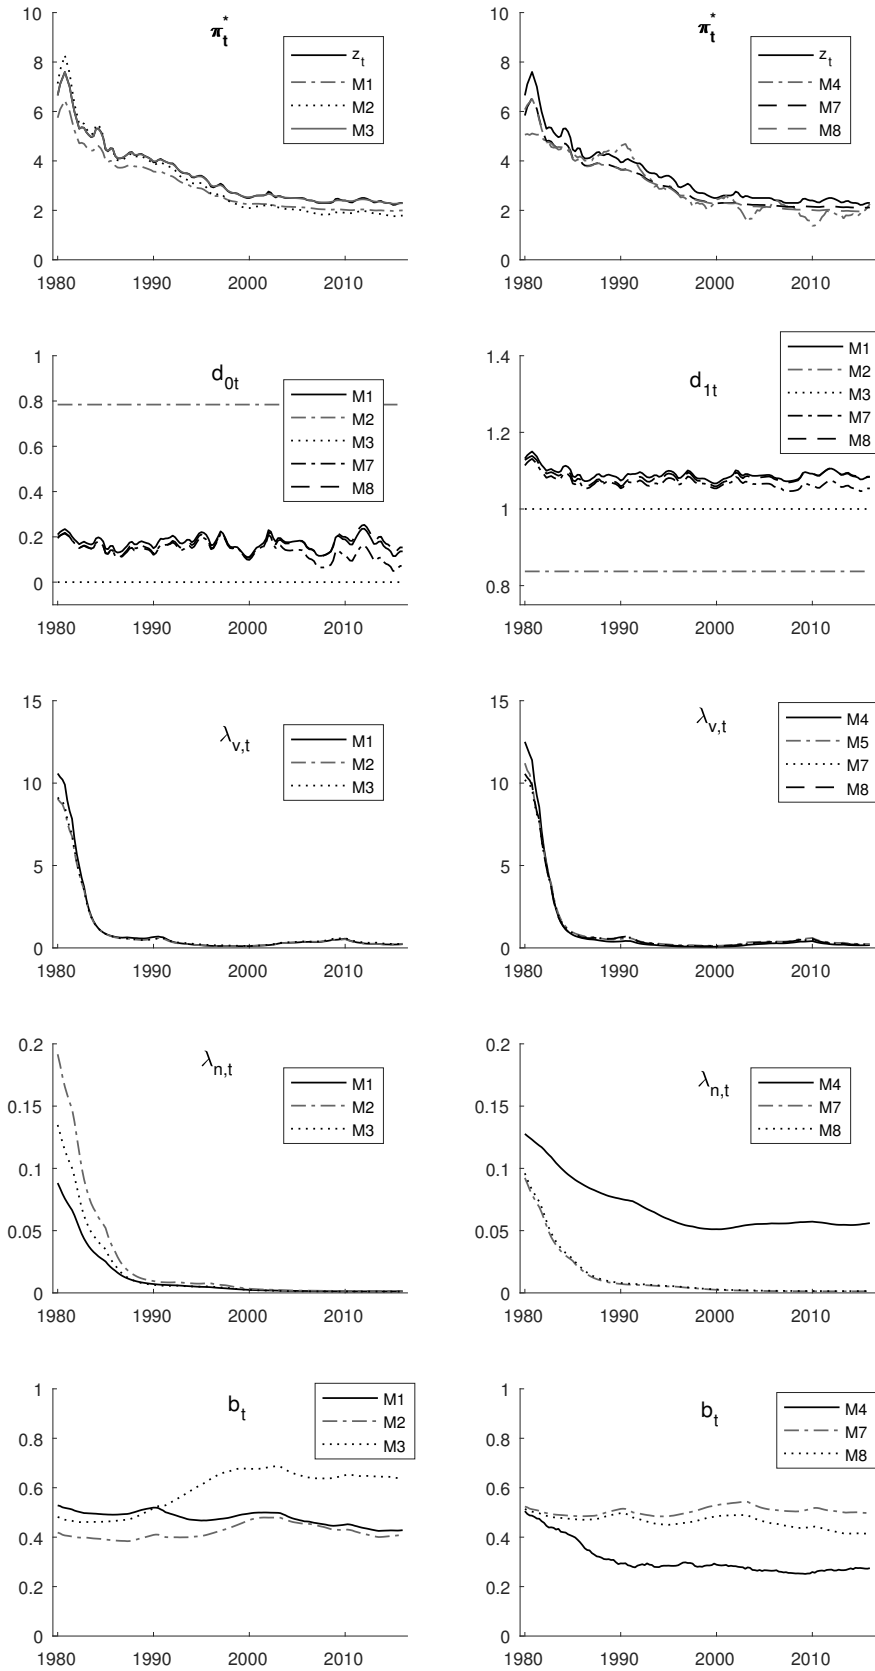 π*t
10
8
6
4
2
0
1980 1990 2000 2010
zt
M1
M2
M3
π*t
10
8
6
4
2
0
1980 1990 2000 2010
zt
M4
M7
M8
d0t
1
0.8
0.6
0.4
0.2
0
1980 1990 2000 2010
M1
M2
M3
M7
M8
d1t
1.4
1.2
1
0.8
1980 1990 2000 2010
M1
M2
M3
M7
M8
λv,t
15
10
5
0
1980 1990 2000 2010
M1
M2
M3
λv,t
15
10
5
0
1980 1990 2000 2010
M4
M5
M7
M8
λn,t
0.2
0.15
0.1
0.05
0
1980 1990 2000 2010
M1
M2
M3
λn,t
0.2
0.15
0.1
0.05
0
1980 1990 2000 2010
M4
M7
M8
bt
1
0.8
0.6
0.4
0.2
0
1980 1990 2000 2010
M1
M2
M3
bt
1
0.8
0.6
0.4
0.2
0
1980 1990 2000 2010
M4
M7
M8